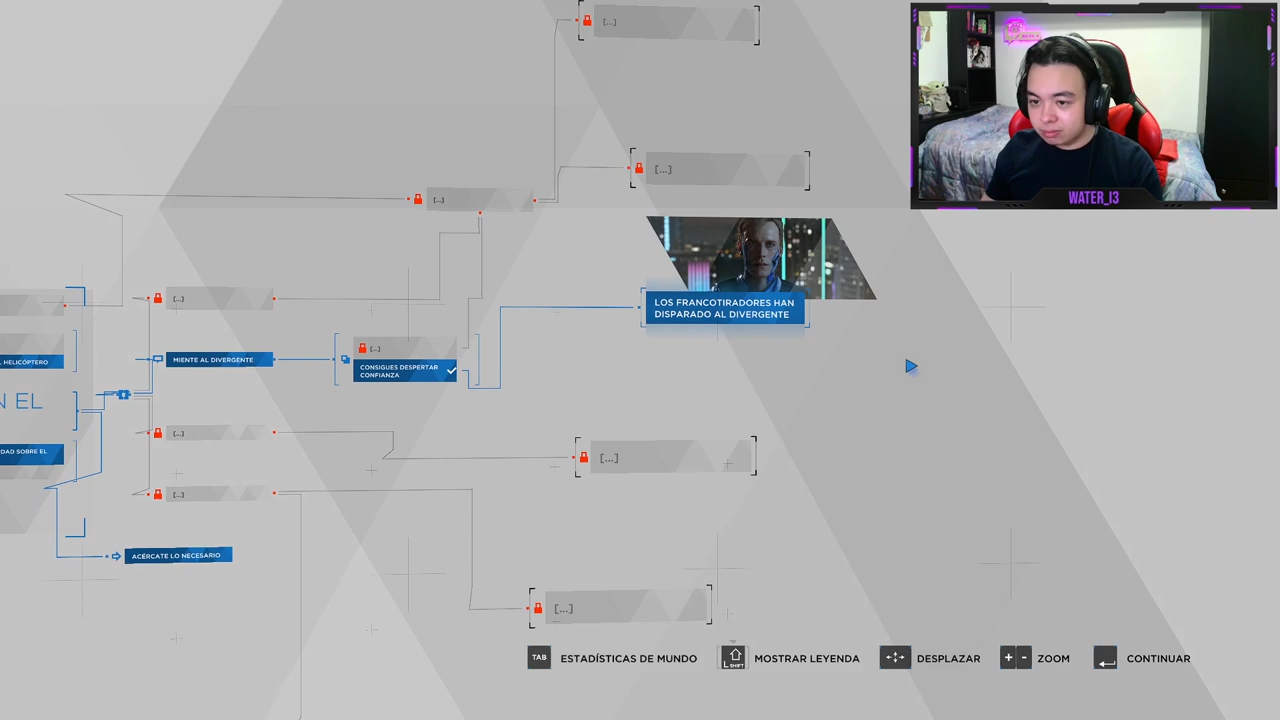 [...]
[...]
[...]
WATER_I3
LOS FRANCOTIRADORES HAN
DISPARADO AL DIVERGENTE
[...]
[...]
MIENTE AL DIVERGENTE
L HELICÓPTERO
CONSIGUES DESPERTAR
CONFIANZA
N EL
[...]
[...]
DAD SOBRE EL
[...]
ACÉRCATE LO NECESARIO
[...]
TAB ESTADÍSTICAS DE MUNDO
L SHIFT MOSTRAR LEYENDA
DESPLAZAR
+ - ZOOM
CONTINUAR